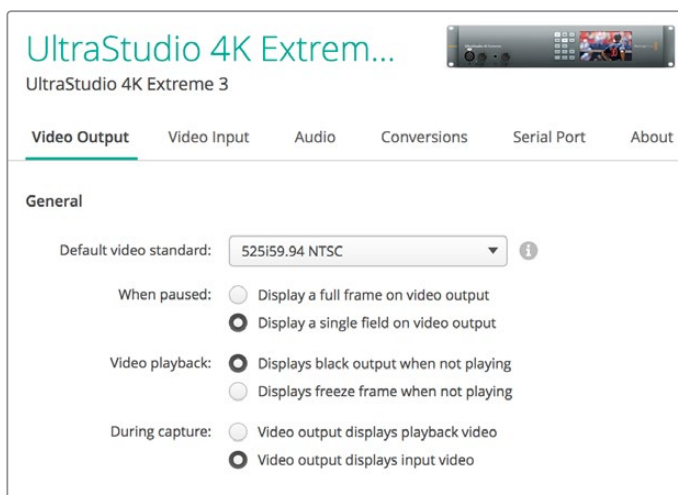 UltraStudio 4K Extrem...
UltraStudio 4K Extreme 3
Video Output Video Input Audio Conversions Serial Port About
General
Default video standard: 525i59.94 NTSC
When paused: Display a full frame on video output
Display a single field on video output
Video playback: Displays black output when not playing
Displays freeze frame when not playing
During capture: Video output displays playback video
Video output displays input video